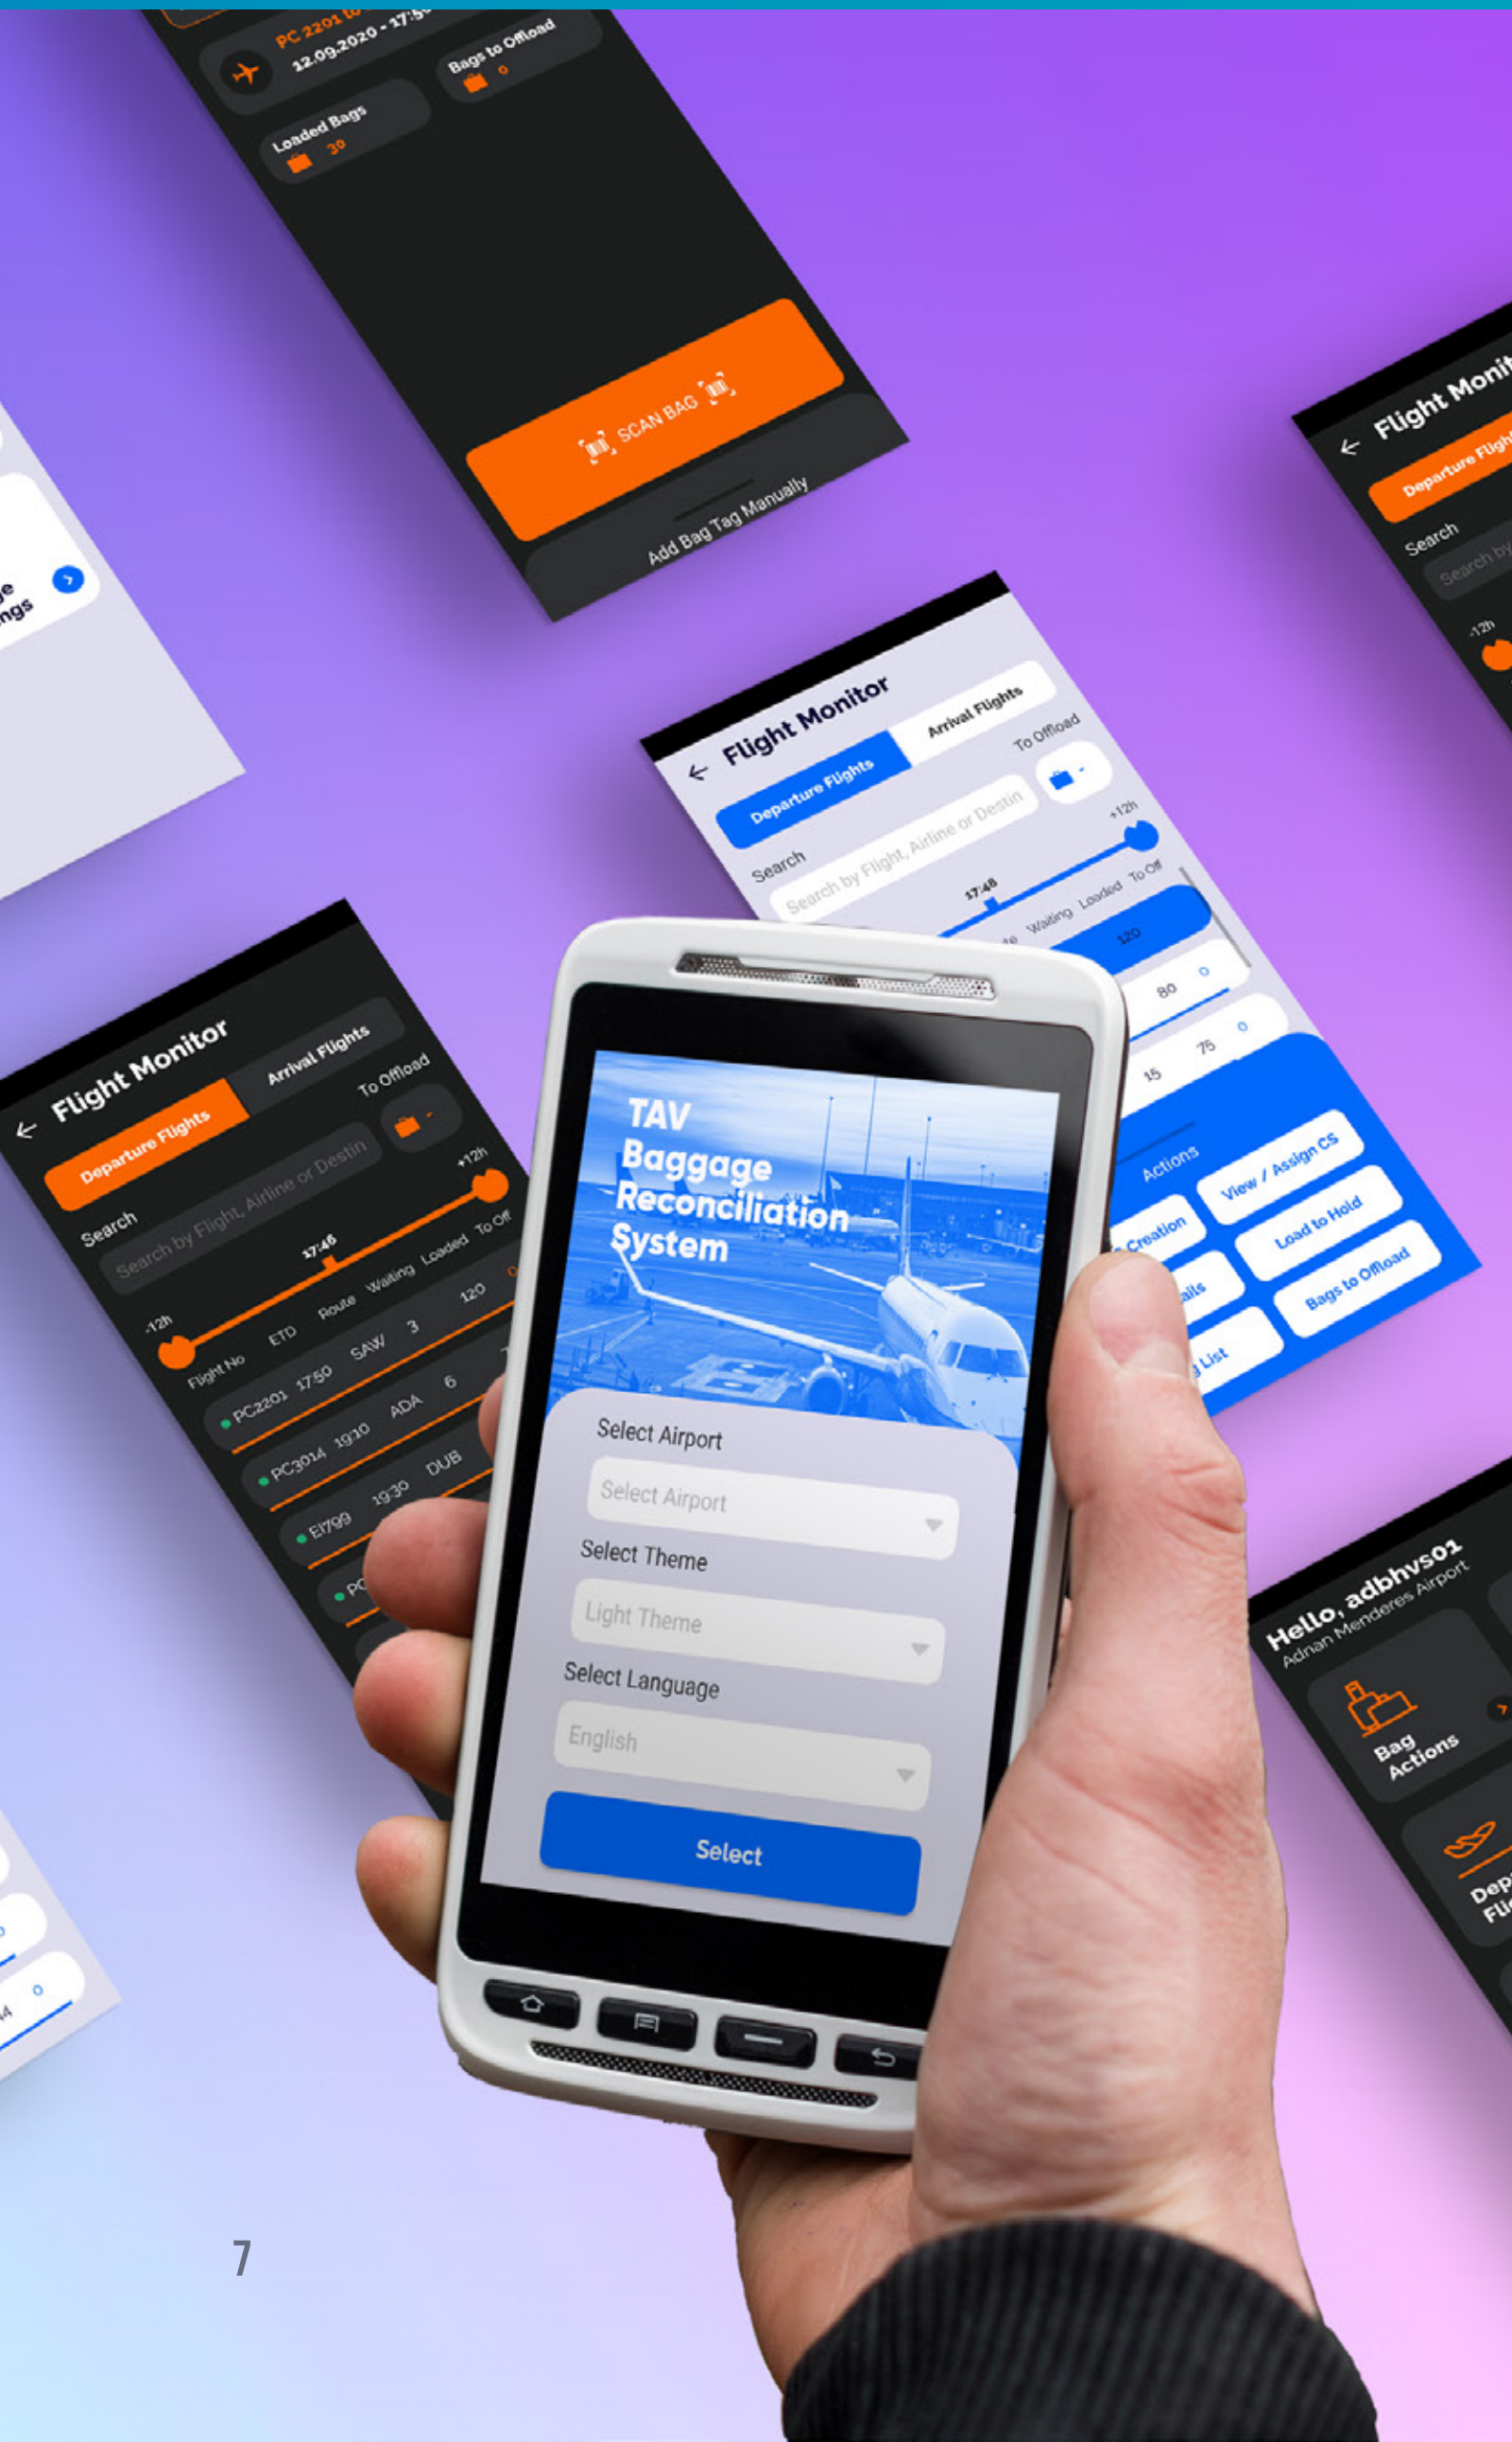 PC 2201 to
12.09.2020 - 17:50
Loaded Bags
30
Bags to Offload
0
SCAN BAG
Add Bag Tag Manually
Flight Monitor
Departure Flights
Arrival Flights
Search
To Offload
Search by Flight, Airline or Destin
-
+12h
17:48
Waiting Loaded To Off
120
80 0
15 75 0
Actions
Creation
View / Assign CS
Load to Hold
List
Bags to Offload
Search
-12h
Hello, adbhvs01
Adnan Menderes Airport
Bag
Actions
Flight Monitor
Departure Flights
Arrival Flights
Search
To Offload
Search by Flight, Airline or Destin
-
-12h
17:46
+12h
Flight No ETD Route Waiting Loaded To Off
PC2201 17:50 SAW 3 120 0
PC3014 19:10 ADA 6
EI799 19:30 DUB
TAV
Baggage
Reconciliation
System
Select Airport
Select Airport
Select Theme
Light Theme
Select Language
English
Select
7